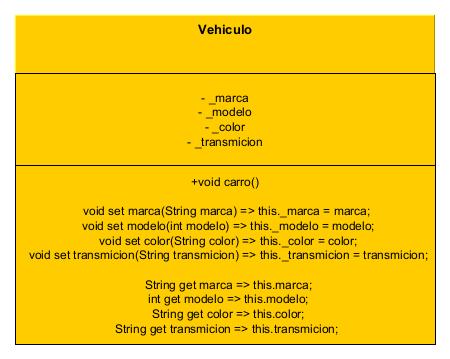 Vehiculo
- _marca
- _modelo
- _color
- _transmicion
+void carro()
void set marca(String marca) => this._marca = marca;
void set modelo(int modelo) => this._modelo = modelo;
void set color(String color) => this._color = color;
void set transmicion(String transmicion) => this._transmicion = transmicion;
String get marca => this.marca;
int get modelo => this.modelo;
String get color => this.color;
String get transmicion => this.transmicion;